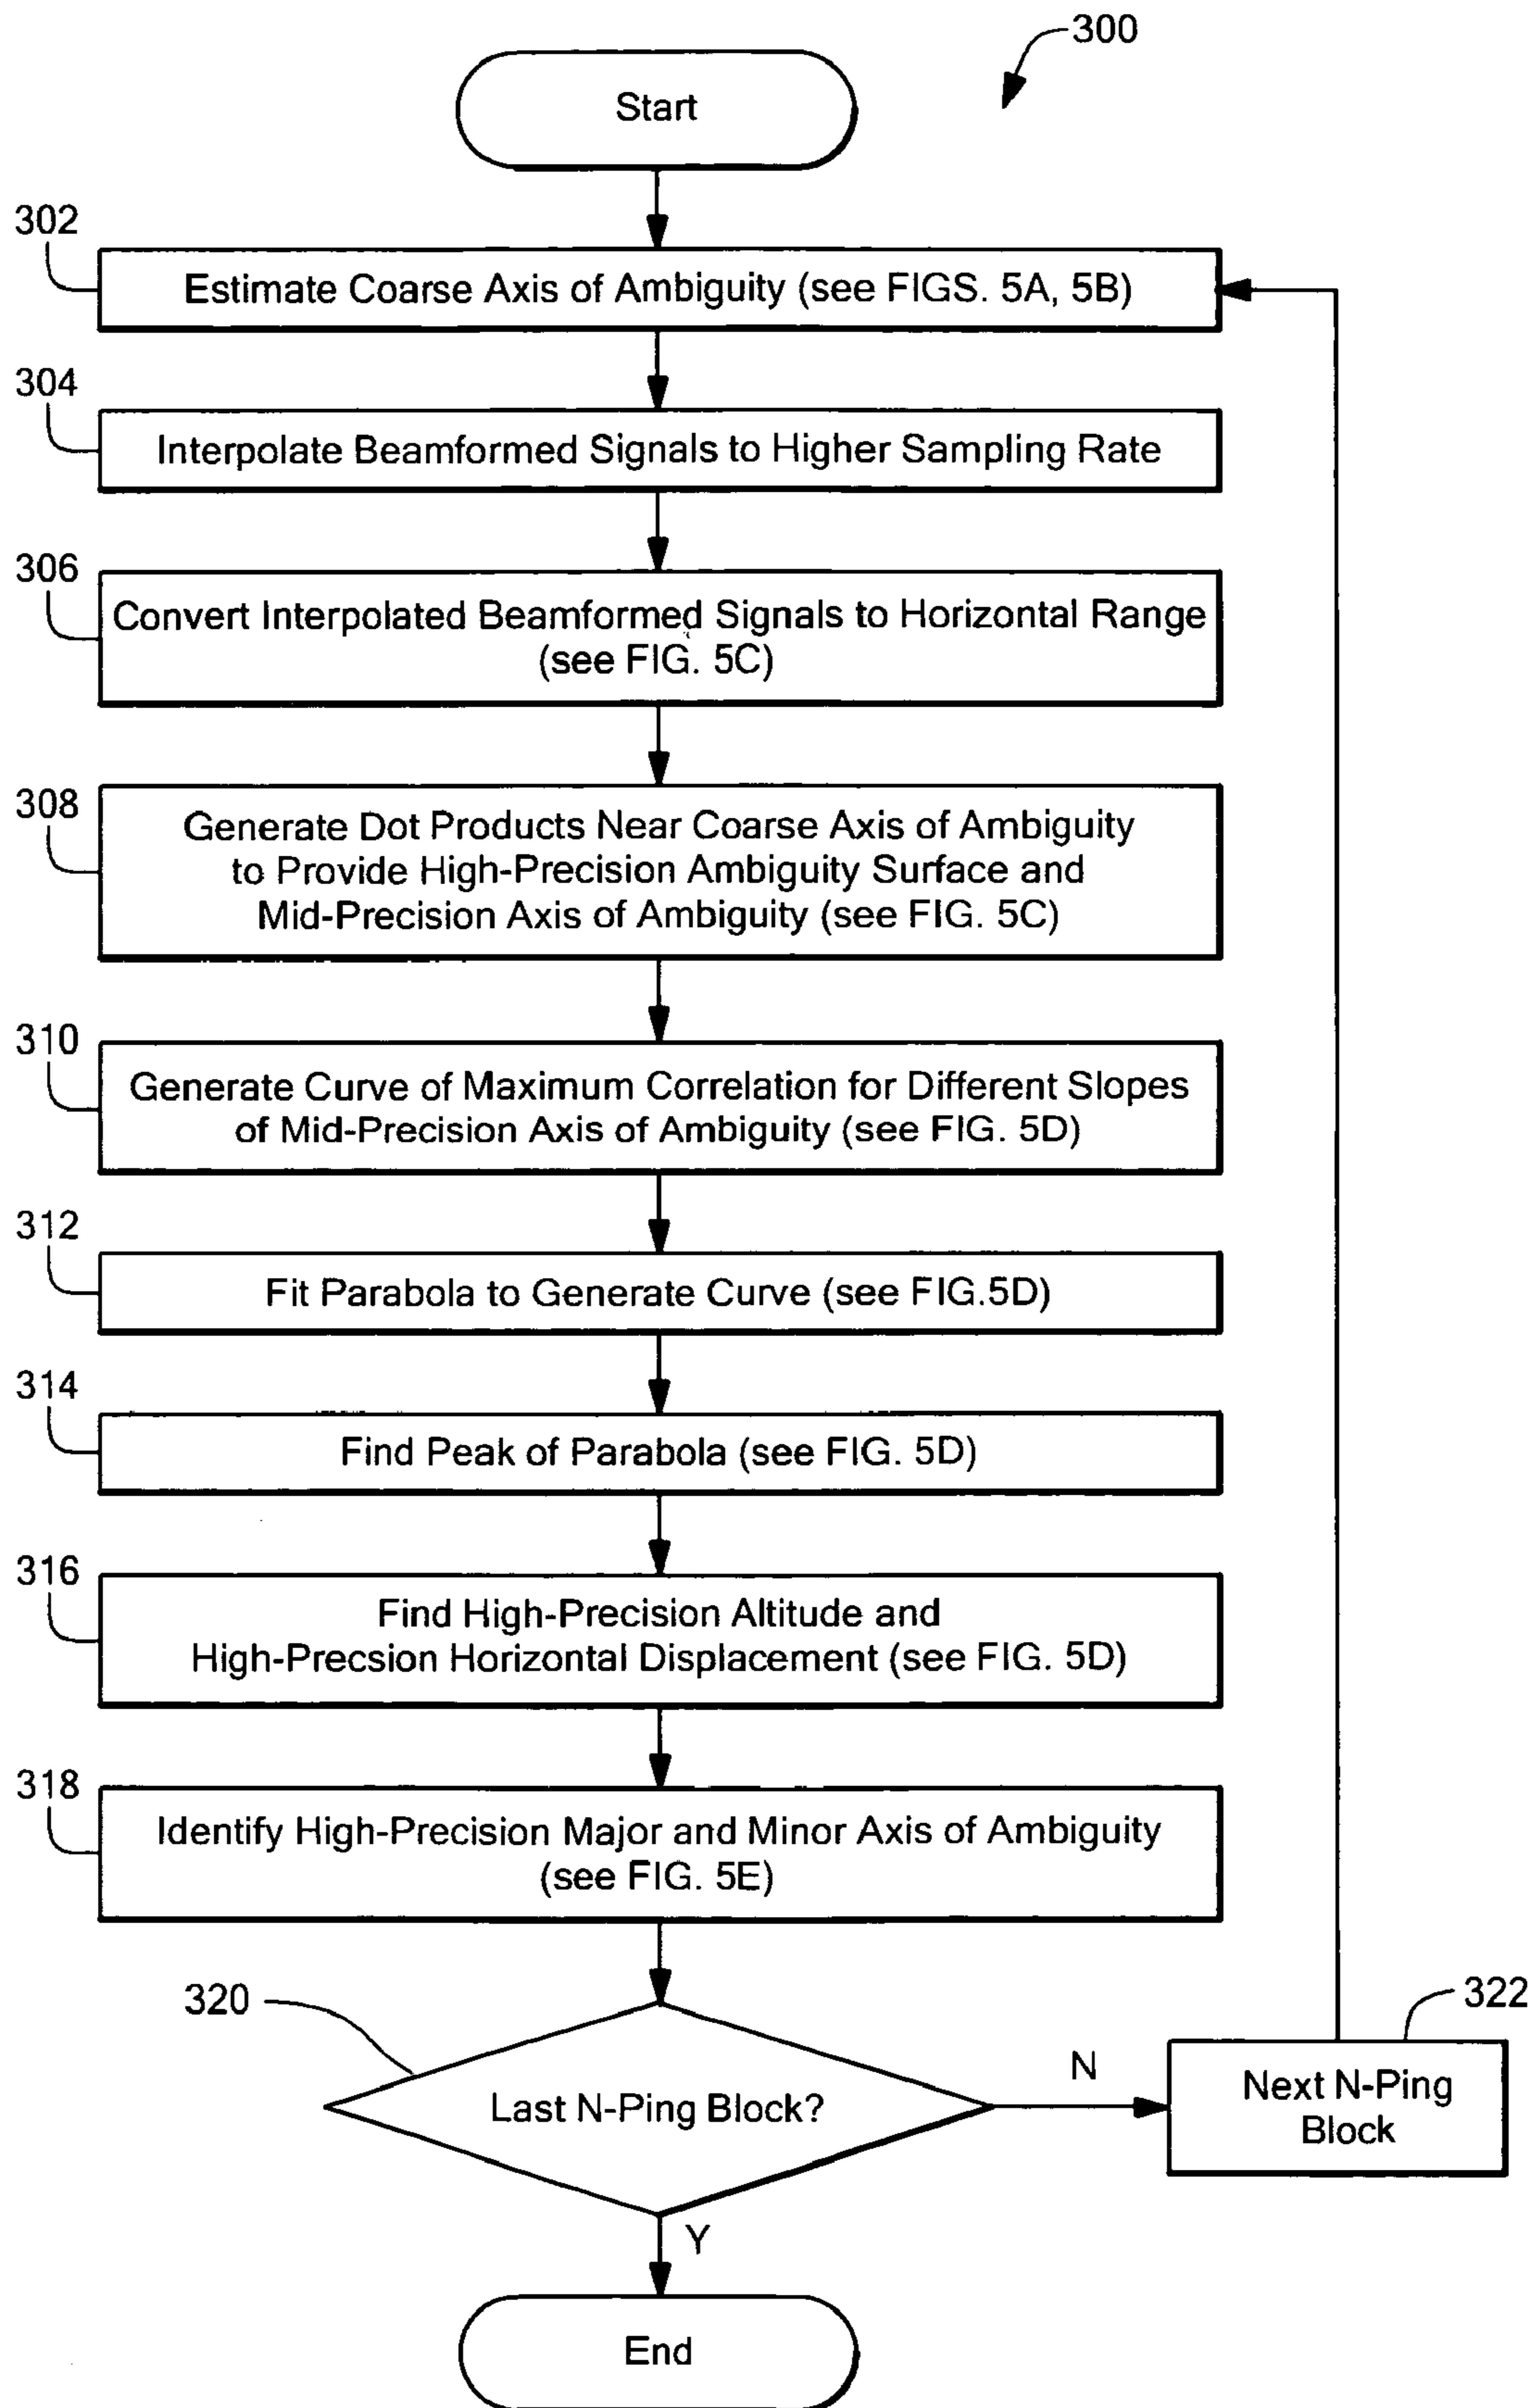 300
Start
302
Estimate Coarse Axis of Ambiguity (see FIGS. 5A, 5B)
304
Interpolate Beamformed Signals to Higher Sampling Rate
306
Convert Interpolated Beamformed Signals to Horizontal Range
(see FIG. 5C)
308
Generate Dot Products Near Coarse Axis of Ambiguity
to Provide High-Precision Ambiguity Surface and
Mid-Precision Axis of Ambiguity (see FIG. 5C)
310
Generate Curve of Maximum Correlation for Different Slopes
of Mid-Precision Axis of Ambiguity (see FIG. 5D)
312
Fit Parabola to Generate Curve (see FIG.5D)
314
Find Peak of Parabola (see FIG. 5D)
316
Find High-Precision Altitude and
High-Precsion Horizontal Displacement (see FIG. 5D)
318
Identify High-Precision Major and Minor Axis of Ambiguity
(see FIG. 5E)
320
Last N-Ping Block?
N
322
Next N-Ping
Block
Y
End